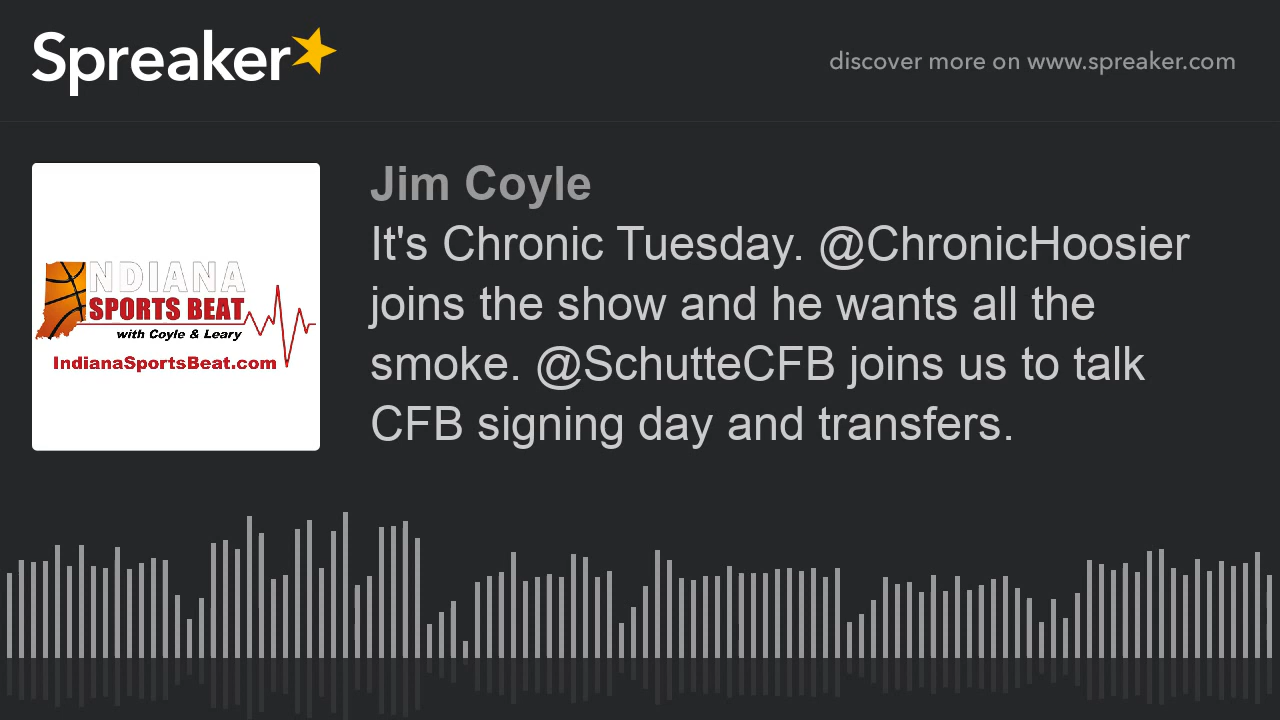 Spreaker
discover more on www.spreaker.com
INDIANA
SPORTS BEAT
with Coyle & Leary
IndianaSportsBeat.com
Jim Coyle
It's Chronic Tuesday. @ChronicHoosier
joins the show and he wants all the
smoke. @SchutteCFB joins us to talk
CFB signing day and transfers.